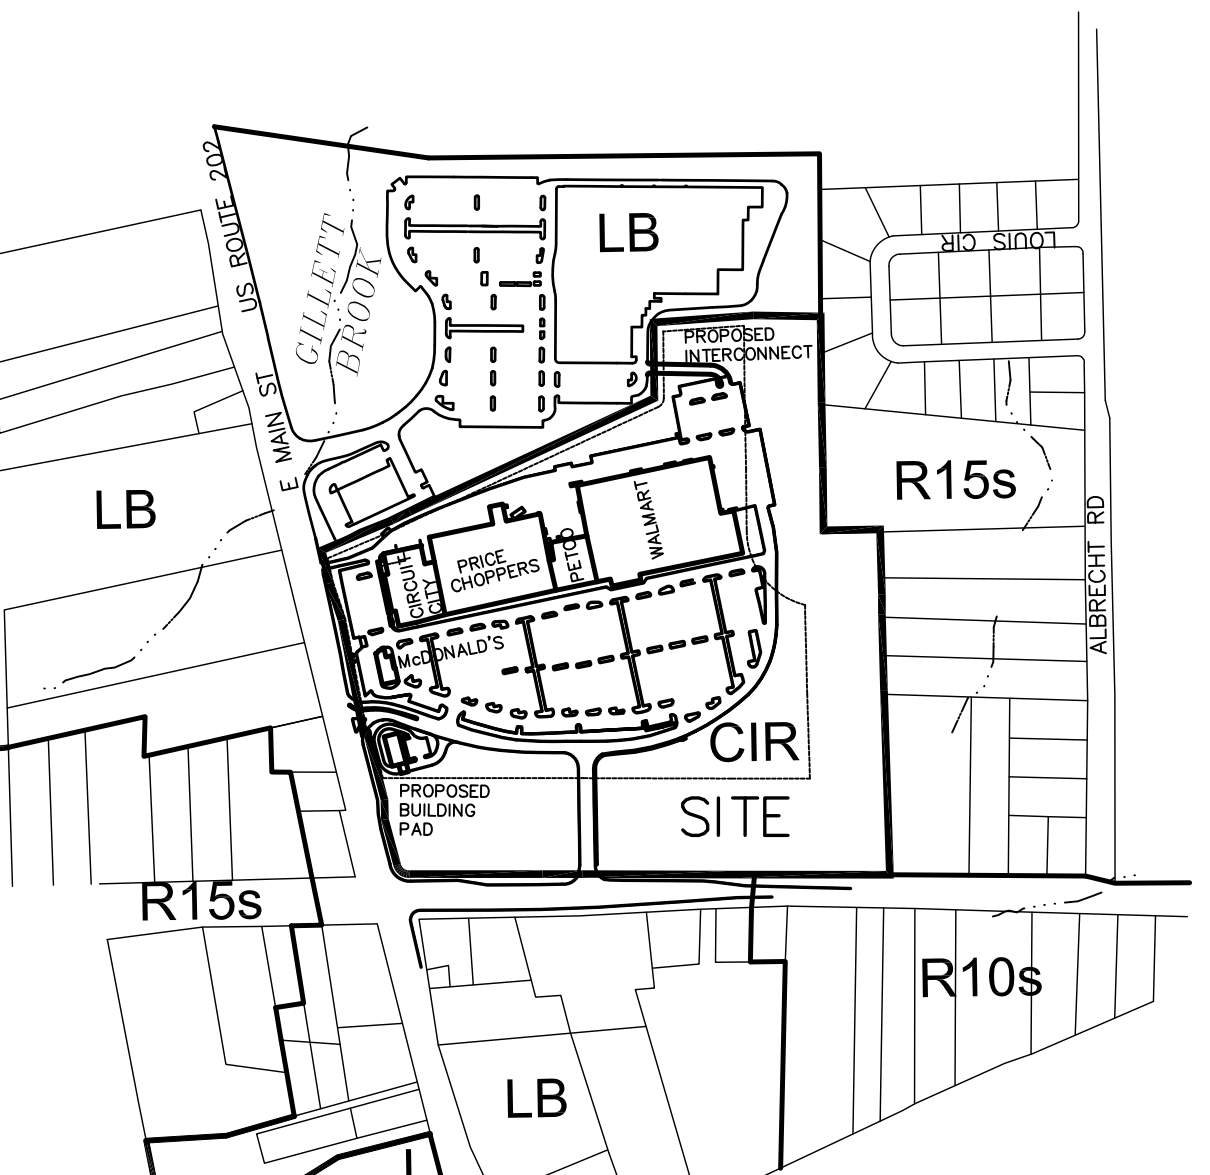 US ROUTE 202
GILLETT
BROOK
LB
LOUIS CIR
PROPOSED
INTERCONNECT
E MAIN ST
LB
R15s
WALMART
PETCO
PRICE
CHOPPERS
CIRCUIT
CITY
ALBRECHT RD
McDONALD'S
CIR
PROPOSED
BUILDING
PAD
SITE
R15s
R10s
LB